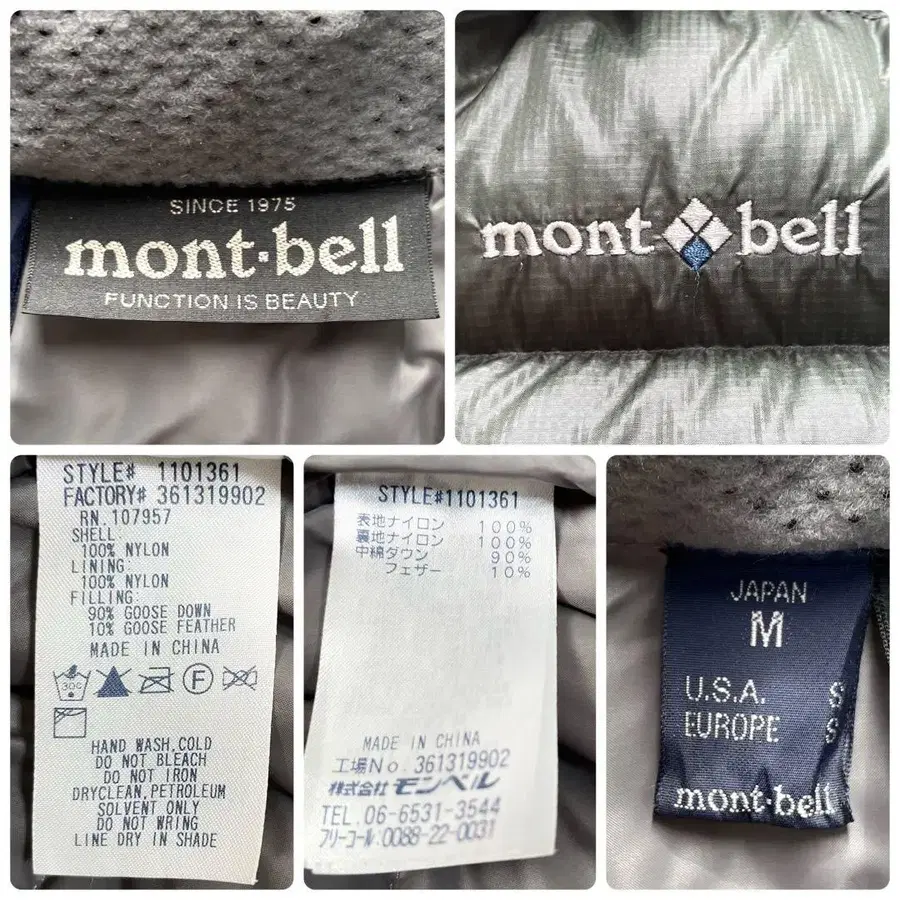 SINCE 1975
mont·bell
FUNCTION IS BEAUTY
mont bell
STYLE# 1101361
FACTORY# 361319902
RN. 107957
SHELL:
100% NYLON
LINING:
100% NYLON
FILLING:
90% GOOSE DOWN
10% GOOSE FEATHER
MADE IN CHINA
30C
F
HAND WASH,COLD
DO NOT BLEACH
DO NOT IRON
DRYCLEAN,PETROLEUM
SOLVENT ONLY
DO NOT WRING
LINE DRY IN SHADE
STYLE#1101361
表地ナイロン 100%
裏地ナイロン 100%
中綿ダウン 90%
フェザー 10%
MADE IN CHINA
工場No. 361319902
株式会社モンベル
TEL. 06-6531-3544
フリーコール. 0088-22-0031
JAPAN
M
U.S.A. S
EUROPE S
mont·bell